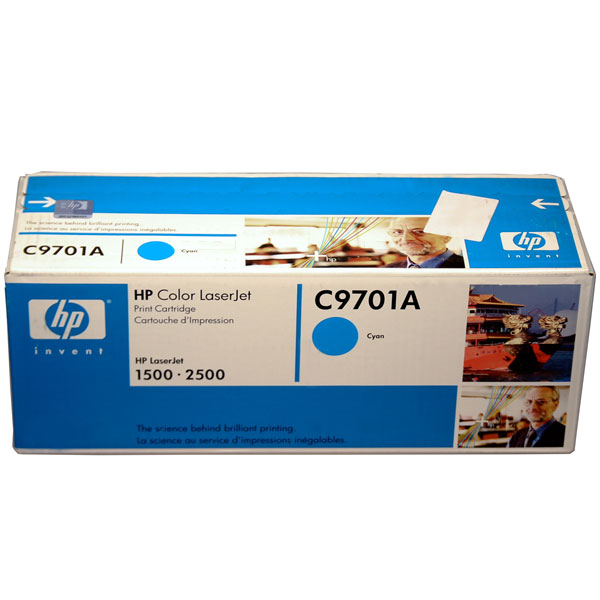 hp
The science behind brilliant printing.
La science au service d'impressions inégalables.
C9701A
Cyan
hp
hp
invent
hp
invent
HP Color LaserJet
Print Cartridge
Cartouche d'Impression
HP LaserJet
1500 · 2500
C9701A
Cyan
The science behind brilliant printing.
La science au service d'impressions inégalables.